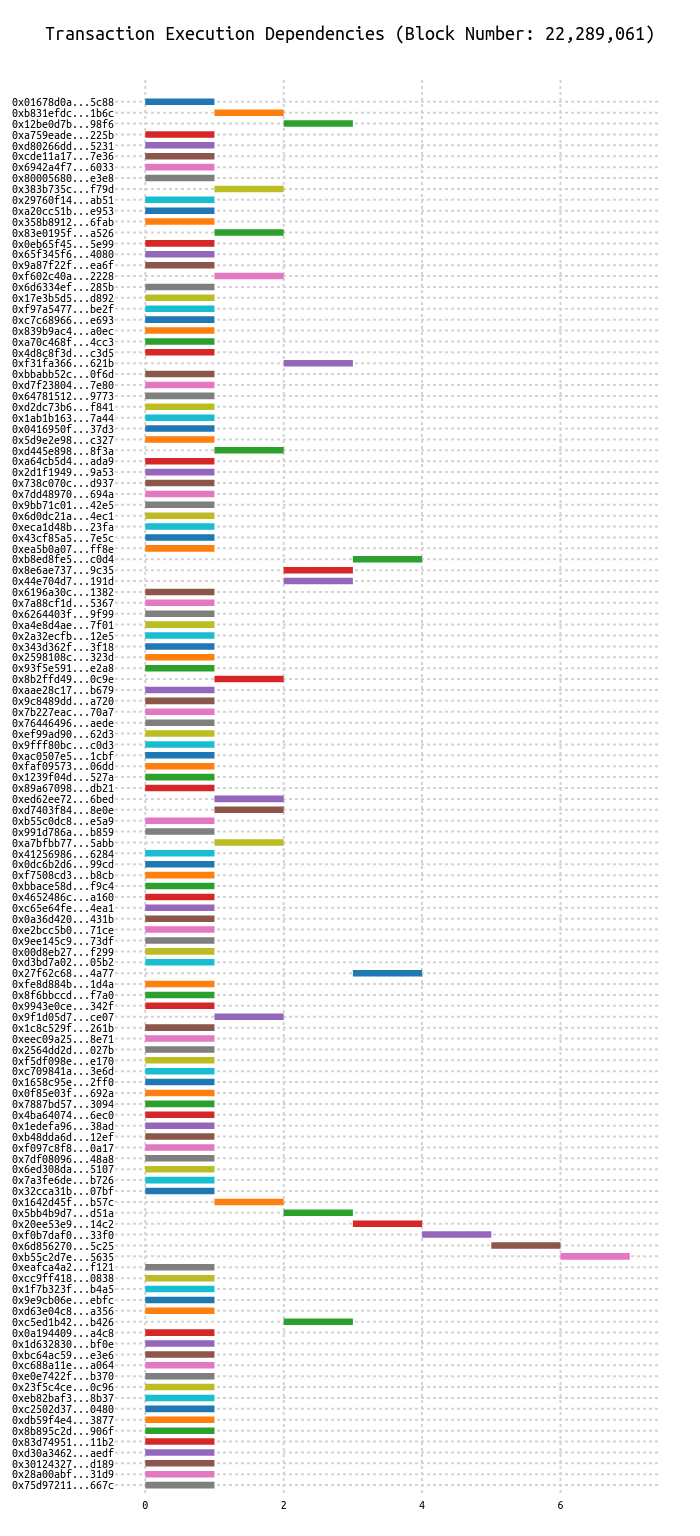 Transaction Execution Dependencies (Block Number: 22,289,061)
0x01678d0a...5c88
0xb831efdc...1b6c
0x12be0d7b...98f6
0xa759eade...225b
0xd80266dd...5231
0xcde11a17...7e36
0x6942a4f7...6033
0x80005680...e3e8
0x383b735c...f79d
0x29760f14...ab51
0xa20cc51b...e953
0x358b8912...6fab
0x83e0195f...a526
0x0eb65f45...5e99
0x65f345f6...4080
0x9a87f22f...ea6f
0xf602c40a...2228
0x6d6334ef...285b
0x17e3b5d5...d892
0xf97a5477...be2f
0xc7c68966...e693
0x839b9ac4...a0ec
0xa70c468f...4cc3
0x4d8c8f3d...c3d5
0xf31fa366...621b
0xbbabb52c...0f6d
0xd7f23804...7e80
0x64781512...9773
0xd2dc73b6...f841
0x1ab1b163...7a44
0x0416950f...37d3
0x5d9e2e98...c327
0xd445e898...8f3a
0xa64cb5d4...ada9
0x2d1f1949...9a53
0x738c070c...d937
0x7dd48970...694a
0x9bb71c01...42e5
0x6d0dc21a...4ec1
0xeca1d48b...23fa
0x43cf85a5...7e5c
0xea5b0a07...ff8e
0xb8ed8fe5...c0d4
0x8e6ae737...9c35
0x44e704d7...191d
0x6196a30c...1382
0x7a88cf1d...5367
0x6264403f...9f99
0xa4e8d4ae...7f01
0x2a32ecfb...12e5
0x343d362f...3f18
0x2598108c...323d
0x93f5e591...e2a8
0x8b2ffd49...0c9e
0xaae28c17...b679
0x9c8489dd...a720
0x7b227eac...70a7
0x76446496...aede
0xef99ad90...62d3
0x9fff80bc...c0d3
0xac0507e5...1cbf
0xfaf09573...06dd
0x1239f04d...527a
0x89a67098...db21
0xed62ee72...6bed
0xd7403f84...8e0e
0xb55c0dc8...e5a9
0x991d786a...b859
0xa7bfbb77...5abb
0x41256986...6284
0x0dc6b2d6...99cd
0xf7508cd3...b8cb
0xbbace58d...f9c4
0x4652486c...a160
0xc65e64fe...4ea1
0x0a36d420...431b
0xe2bcc5b0...71ce
0x9ee145c9...73df
0x00d8eb27...f299
0xd3bd7a02...05b2
0x27f62c68...4a77
0xfe8d884b...1d4a
0x8f6bbccd...f7a0
0x9943e0ce...342f
0x9f1d05d7...ce07
0x1c8c529f...261b
0xeec09a25...8e71
0x2564dd2d...027b
0xf5df098e...e170
0xc709841a...3e6d
0x1658c95e...2ff0
0x0f85e03f...692a
0x7887bd57...3094
0x4ba64074...6ec0
0x1edefa96...38ad
0xb48dda6d...12ef
0xf097c8f8...0a17
0x7df08096...48a8
0x6ed308da...5107
0x7a3fe6de...b726
0x32cca31b...07bf
0x1642d45f...b57c
0x5bb4b9d7...d51a
0x20ee53e9...14c2
0xf0b7daf0...33f0
0x6d856270...5c25
0xb55c2d7e...5635
0xeafca4a2...f121
0xcc9ff418...0838
0x1f7b323f...b4a5
0x9e9cb06e...ebfc
0xd63e04c8...a356
0xc5ed1b42...b426
0x0a194409...a4c8
0x1d632830...bf0e
0xbc64ac59...e3e6
0xc688a11e...a064
0xe0e7422f...b370
0x23f5c4ce...0c96
0xeb82baf3...8b37
0xc2502d37...0480
0xdb59f4e4...3877
0x8b895c2d...906f
0x83d74951...11b2
0xd30a3462...aedf
0x30124327...d189
0x28a00abf...31d9
0x75d97211...667c
0 2 4 6